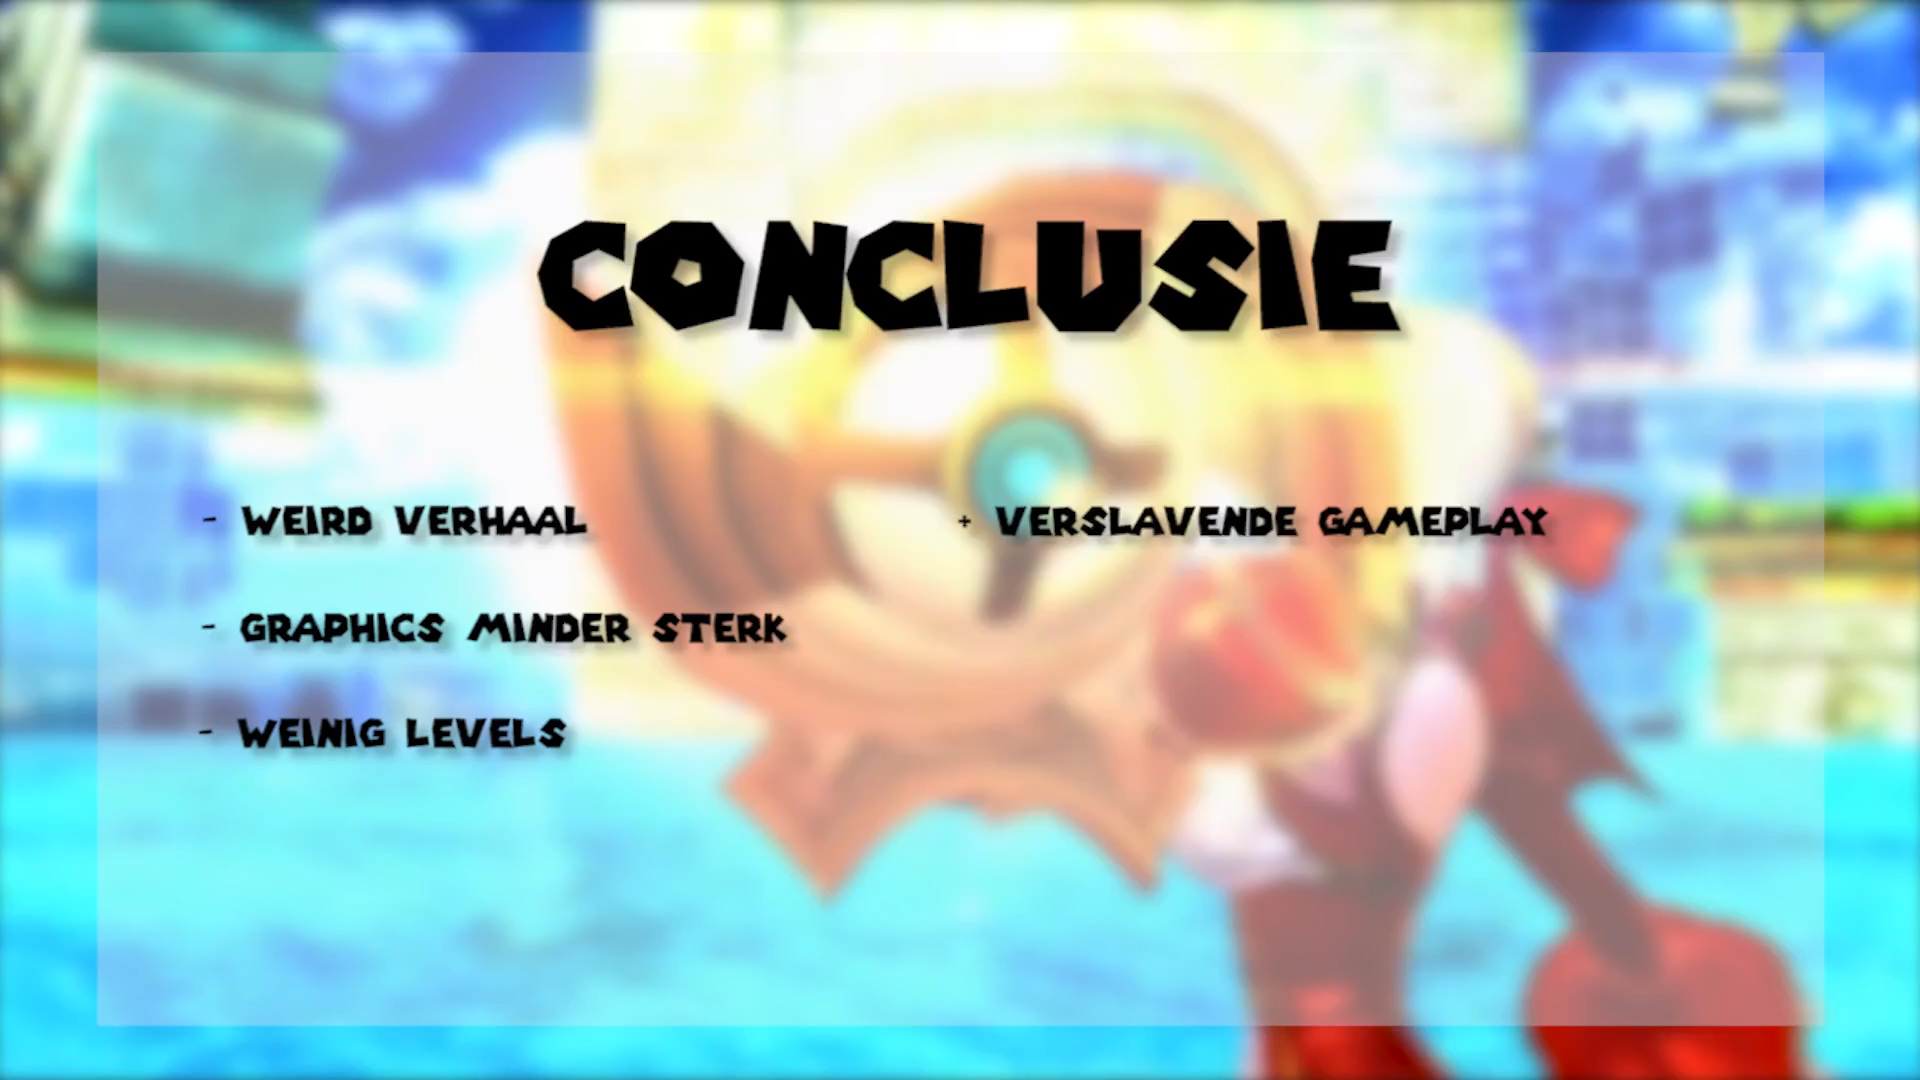 CONCLUSIE
- WEIRD VERHAAL
+ VERSLAVENDE GAMEPLAY
- GRAPHICS MINDER STERK
- WEINIG LEVELS